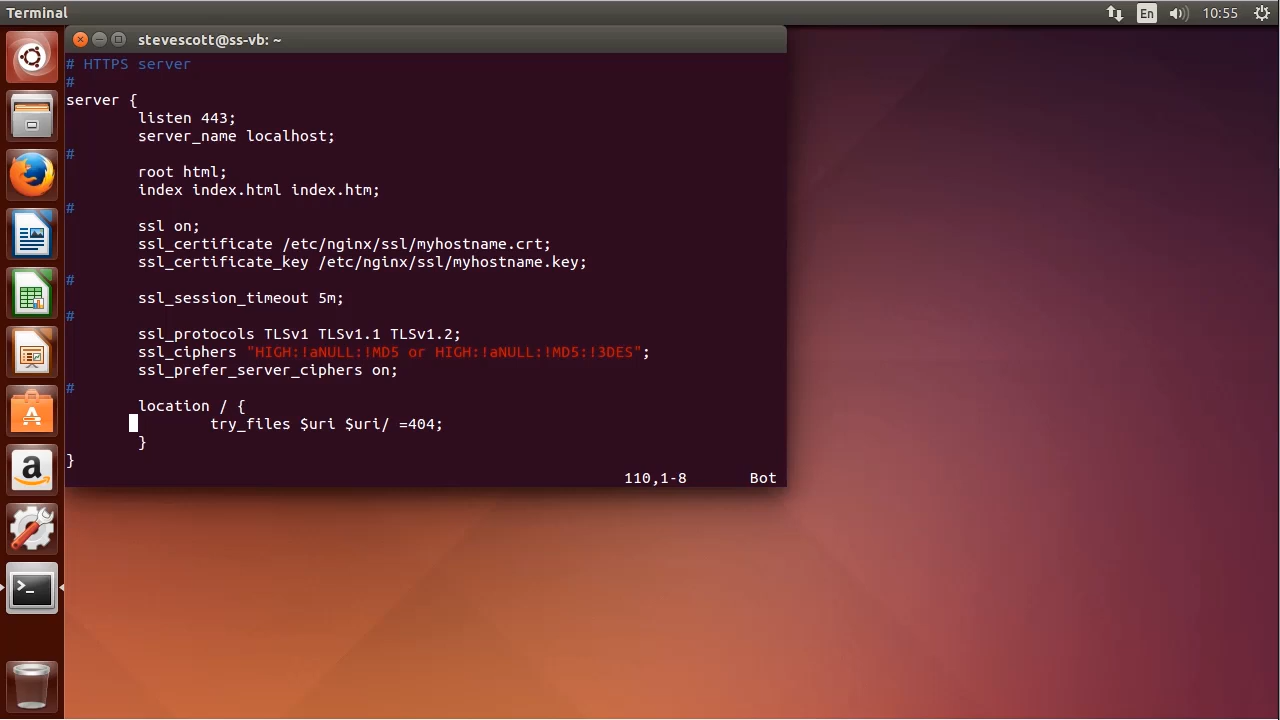 Terminal
En
10:55
stevescott@ss-vb: ~
# HTTPS server
#
server {
listen 443;
server_name localhost;
#
root html;
index index.html index.htm;
#
ssl on;
ssl_certificate /etc/nginx/ssl/myhostname.crt;
ssl_certificate_key /etc/nginx/ssl/myhostname.key;
#
ssl_session_timeout 5m;
#
ssl_protocols TLSv1 TLSv1.1 TLSv1.2;
ssl_ciphers "HIGH:!aNULL:!MD5 or HIGH:!aNULL:!MD5:!3DES";
ssl_prefer_server_ciphers on;
#
location / {
try_files $uri $uri/ =404;
}
}
110,1-8 Bot